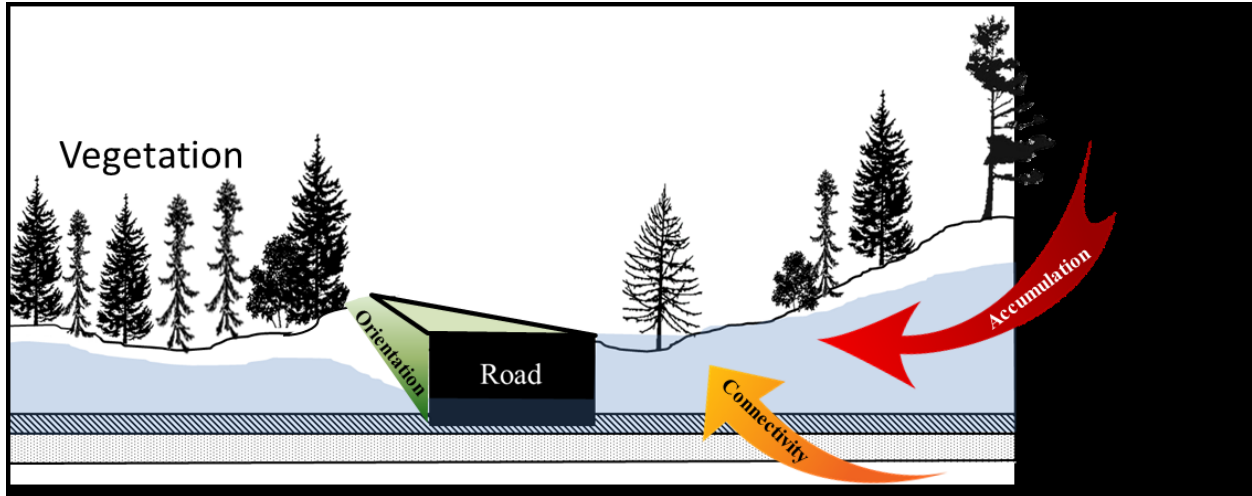 Vegetation
Orientation
Road
Accumulation
Connectivity